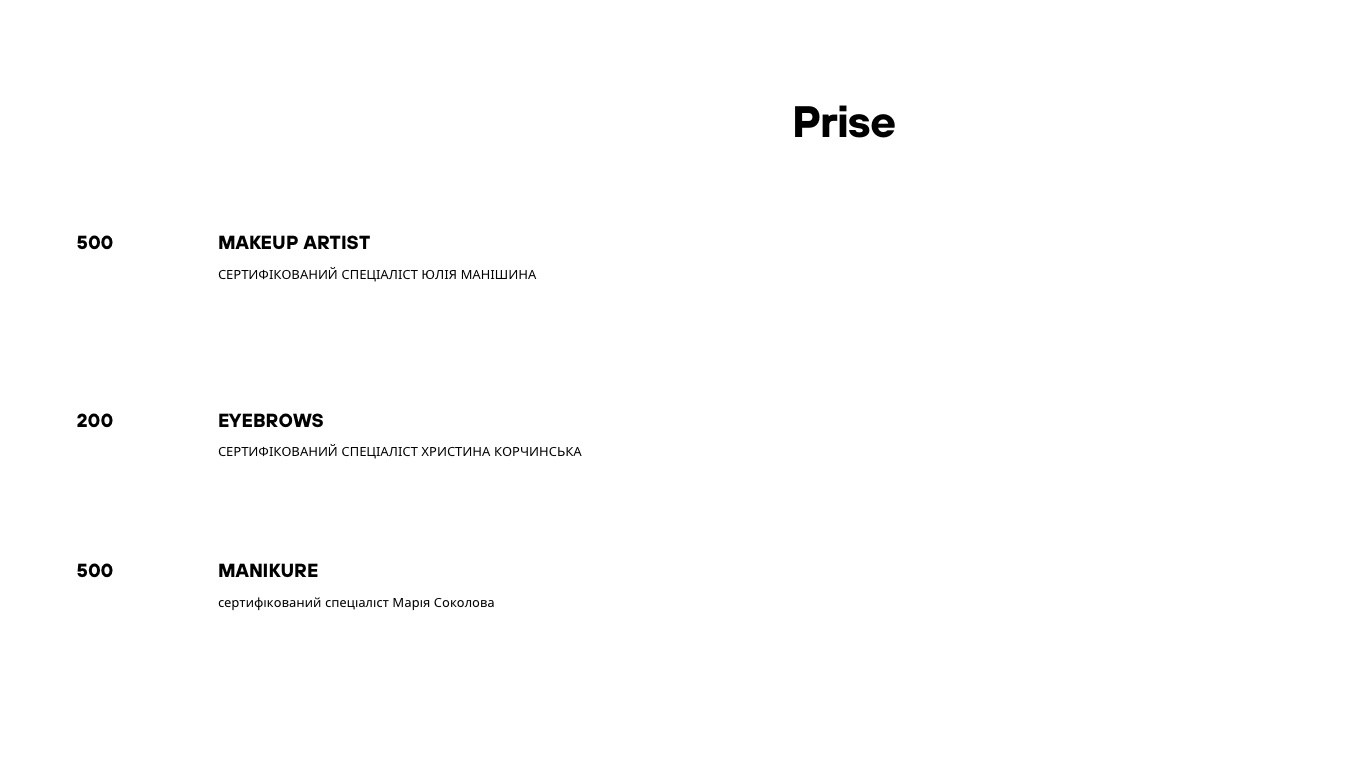 Prise
500
MAKEUP ARTIST
СЕРТИФІКОВАНИЙ СПЕЦІАЛІСТ ЮЛІЯ МАНІШИНА
200
EYEBROWS
СЕРТИФІКОВАНИЙ СПЕЦІАЛІСТ ХРИСТИНА КОРЧИНСЬКА
500
MANIKURE
сертифікований спеціаліст Марія Соколова